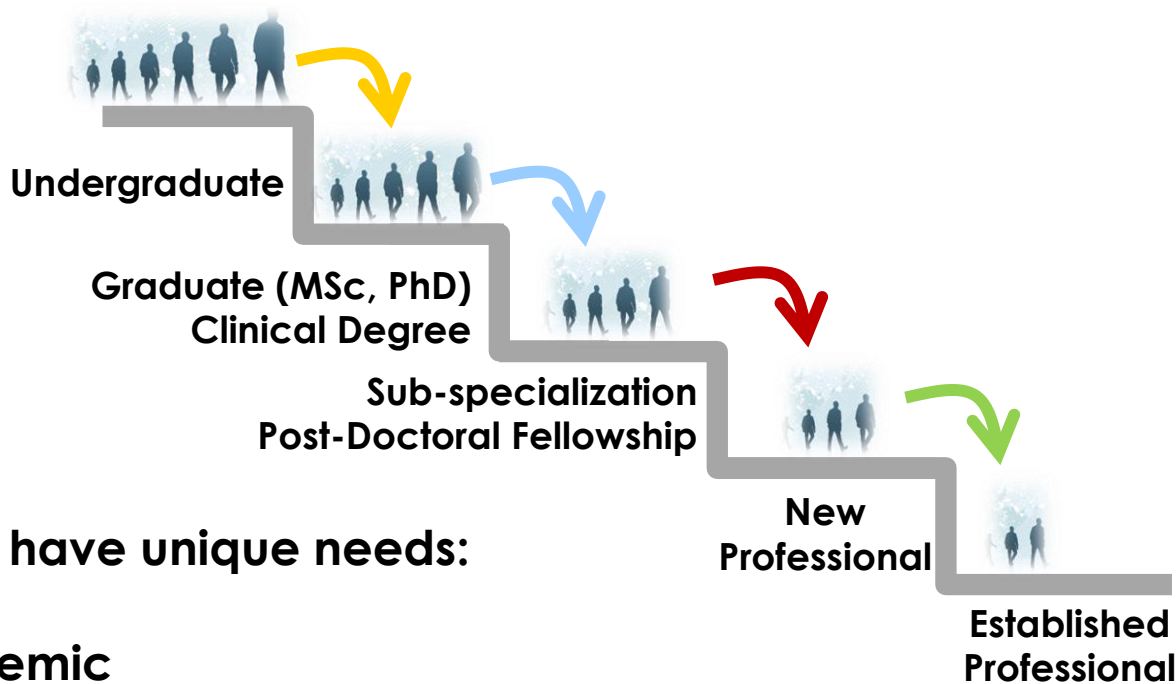 Undergraduate
Graduate (MSc, PhD)
Clinical Degree
Sub-specialization
Post-Doctoral Fellowship
New
Professional
have unique needs:
Established
Professional